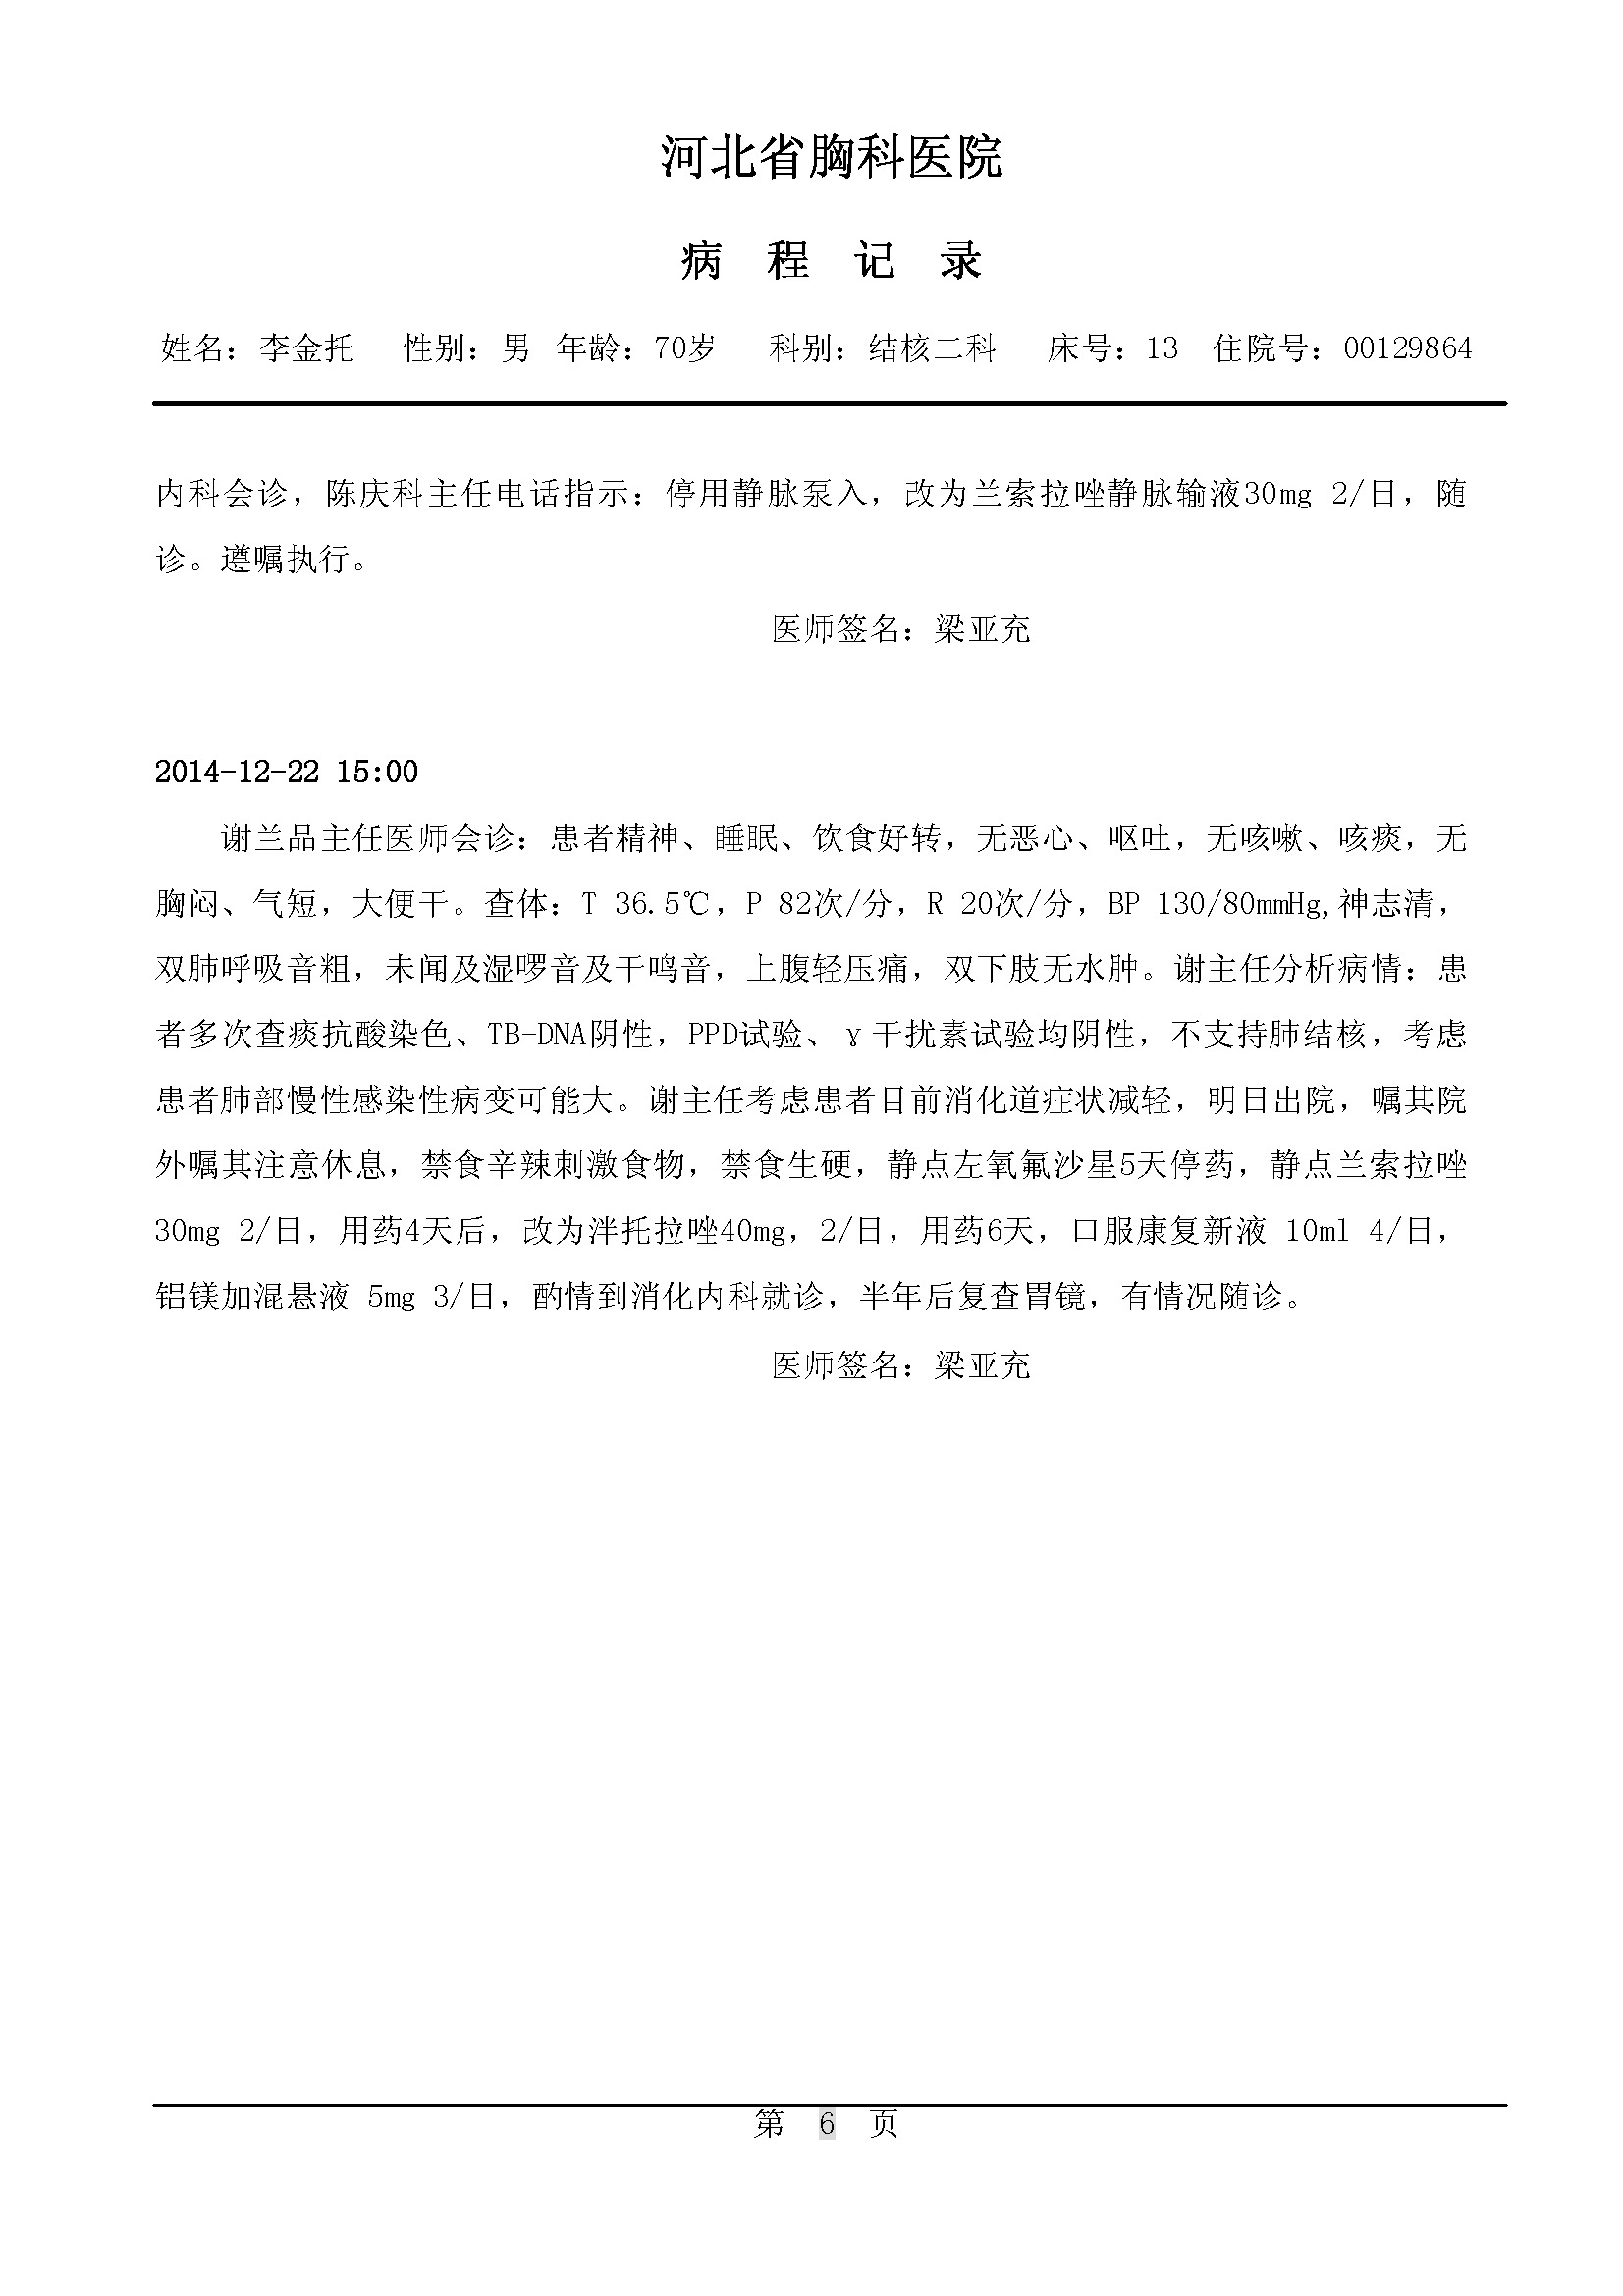 河北省胸科医院
病 程 记 录
姓名：李金托 性别：男 年龄：70岁 科别：结核二科 床号：13 住院号：00129864
内科会诊，陈庆科主任电话指示：停用静脉泵入，改为兰索拉唑静脉输液30mg 2/日，随
诊。遵嘱执行。
医师签名：梁亚充
2014-12-22 15:00
谢兰品主任医师会诊：患者精神、睡眠、饮食好转，无恶心、呕吐，无咳嗽、咳痰，无
胸闷、气短，大便干。查体：T 36.5℃，P 82次/分，R 20次/分，BP 130/80mmHg,神志清，
双肺呼吸音粗，未闻及湿啰音及干鸣音，上腹轻压痛，双下肢无水肿。谢主任分析病情：患
者多次查痰抗酸染色、TB-DNA阴性，PPD试验、γ干扰素试验均阴性，不支持肺结核，考虑
患者肺部慢性感染性病变可能大。谢主任考虑患者目前消化道症状减轻，明日出院，嘱其院
外嘱其注意休息，禁食辛辣刺激食物，禁食生硬，静点左氧氟沙星5天停药，静点兰索拉唑
30mg 2/日，用药4天后，改为泮托拉唑40mg，2/日，用药6天，口服康复新液 10ml 4/日，
铝镁加混悬液 5mg 3/日，酌情到消化内科就诊，半年后复查胃镜，有情况随诊。
医师签名：梁亚充
第 6 页